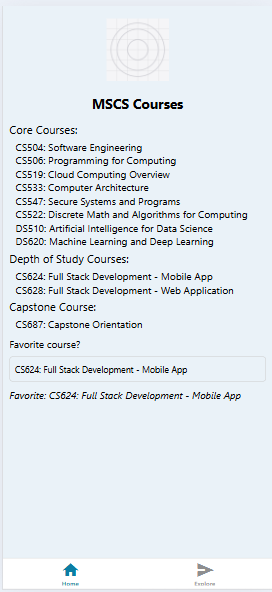 MSCS Courses
Core Courses:
CS504: Software Engineering
CS506: Programming for Computing
CS519: Cloud Computing Overview
CS533: Computer Architecture
CS547: Secure Systems and Programs
CS522: Discrete Math and Algorithms for Computing
DS510: Artificial Intelligence for Data Science
DS620: Machine Learning and Deep Learning
Depth of Study Courses:
CS624: Full Stack Development - Mobile App
CS628: Full Stack Development - Web Application
Capstone Course:
CS687: Capstone Orientation
Favorite course?
CS624: Full Stack Development - Mobile App
Favorite: CS624: Full Stack Development - Mobile App
Home
Explore